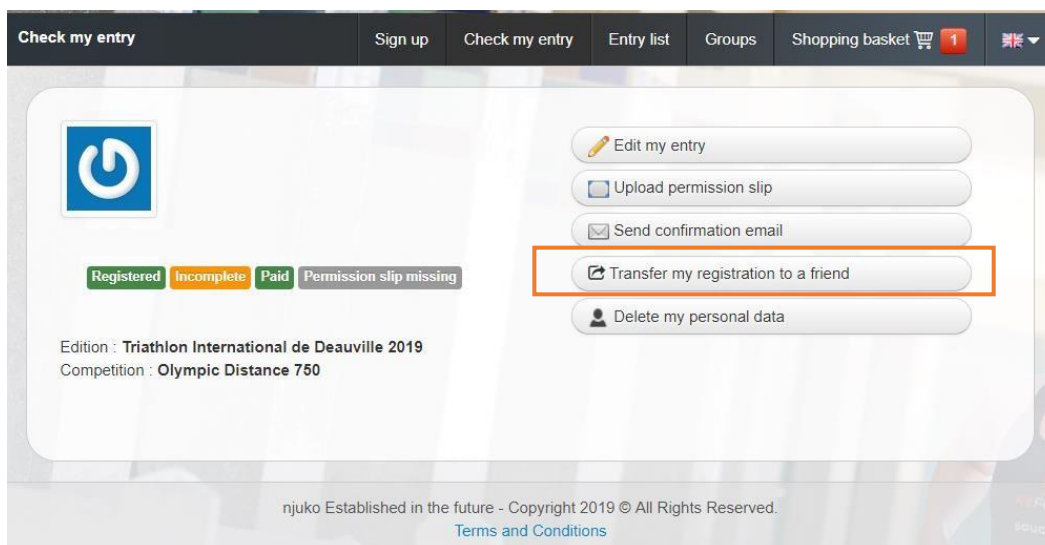 Check my entry Sign up Check my entry Entry list Groups Shopping basket 1
Edit my entry
Upload permission slip
Send confirmation email
Registered Incomplete Paid Permission slip missing
Transfer my registration to a friend
Delete my personal data
Edition : Triathlon International de Deauville 2019
Competition : Olympic Distance 750
njuko Established in the future - Copyright 2019 © All Rights Reserved.
Terms and Conditions